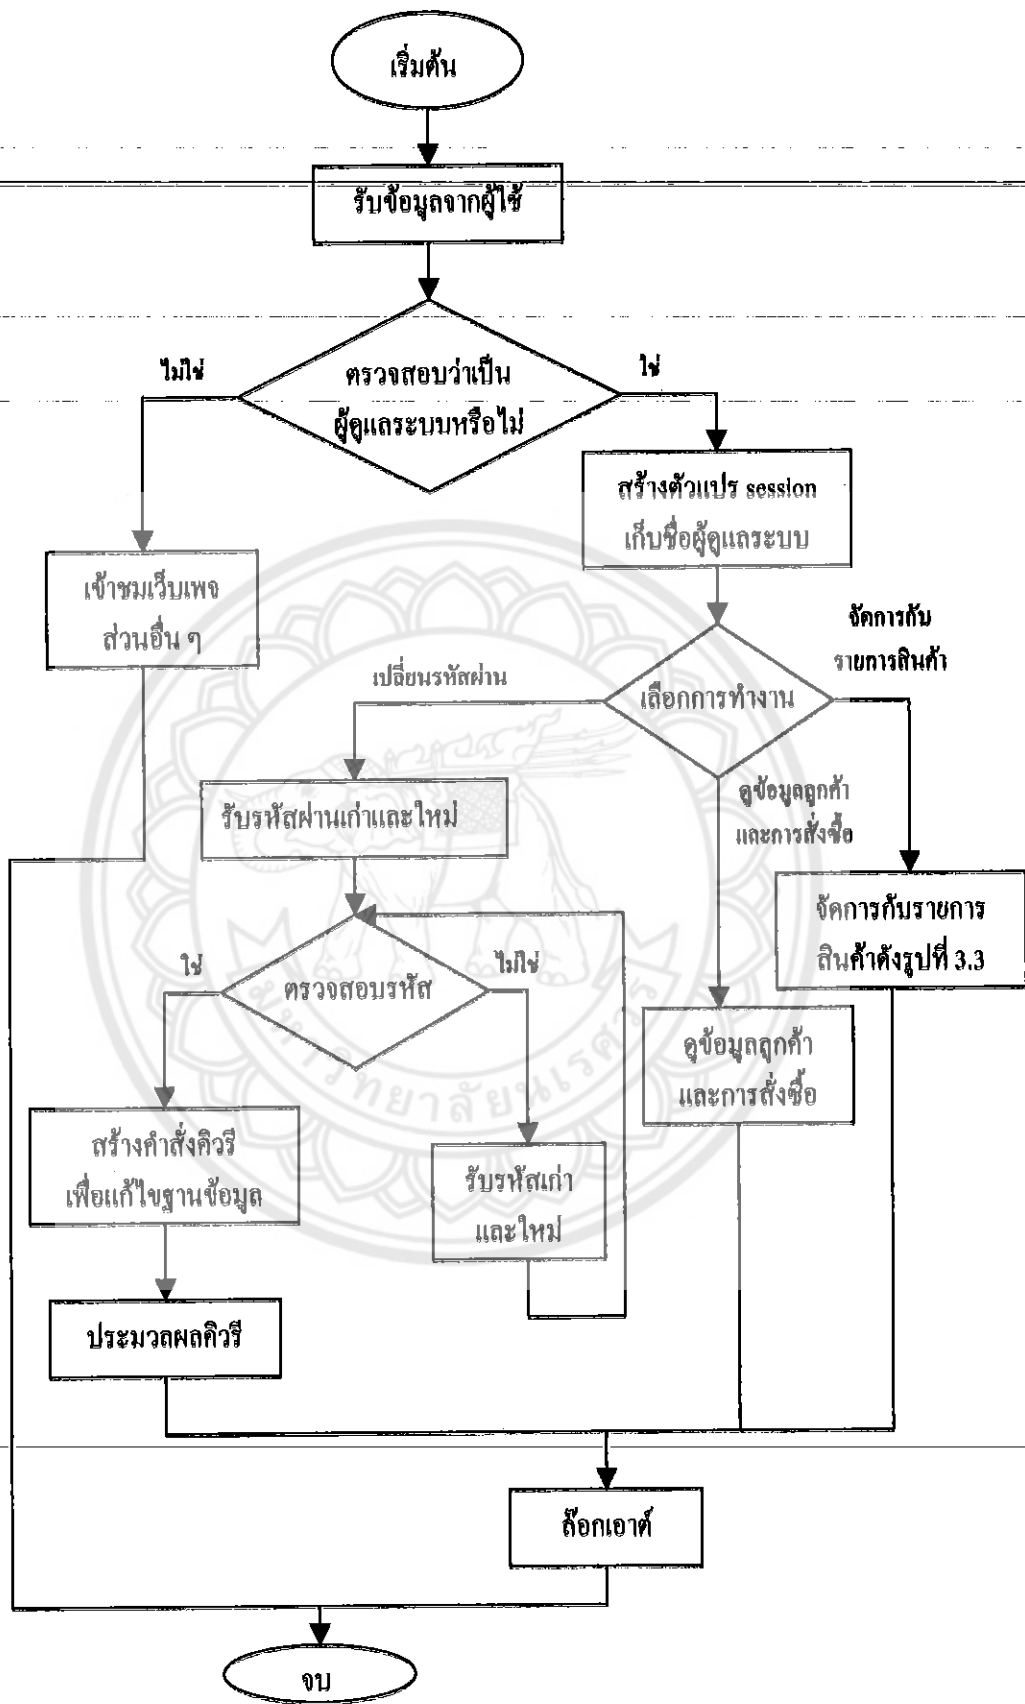 เริ่มต้น
รับข้อมูลจากผู้ใช้
ไม่ใช่
ตรวจสอบว่าเป็น
ผู้ดูแลระบบหรือไม่
ใช่
สร้างตัวแปร session
เก็บชื่อผู้ดูแลระบบ
เข้าชมเว็บเพจ
ส่วนอื่น ๆ
จัดการกับ
รายการสินค้า
เปลี่ยนรหัสผ่าน
เลือกการทำงาน
ดูข้อมูลลูกค้า
และการสั่งซื้อ
รับรหัสผ่านเก่าและใหม่
จัดการกับรายการ
สินค้าดังรูปที่ 3.3
ใช่
ตรวจสอบรหัส
ไม่ใช่
ดูข้อมูลลูกค้า
และการสั่งซื้อ
สร้างคำสั่งคิวรี
เพื่อแก้ไขฐานข้อมูล
รับรหัสเก่า
และใหม่
ประมวลผลคิวรี
ล๊อกเอาต์
จบ